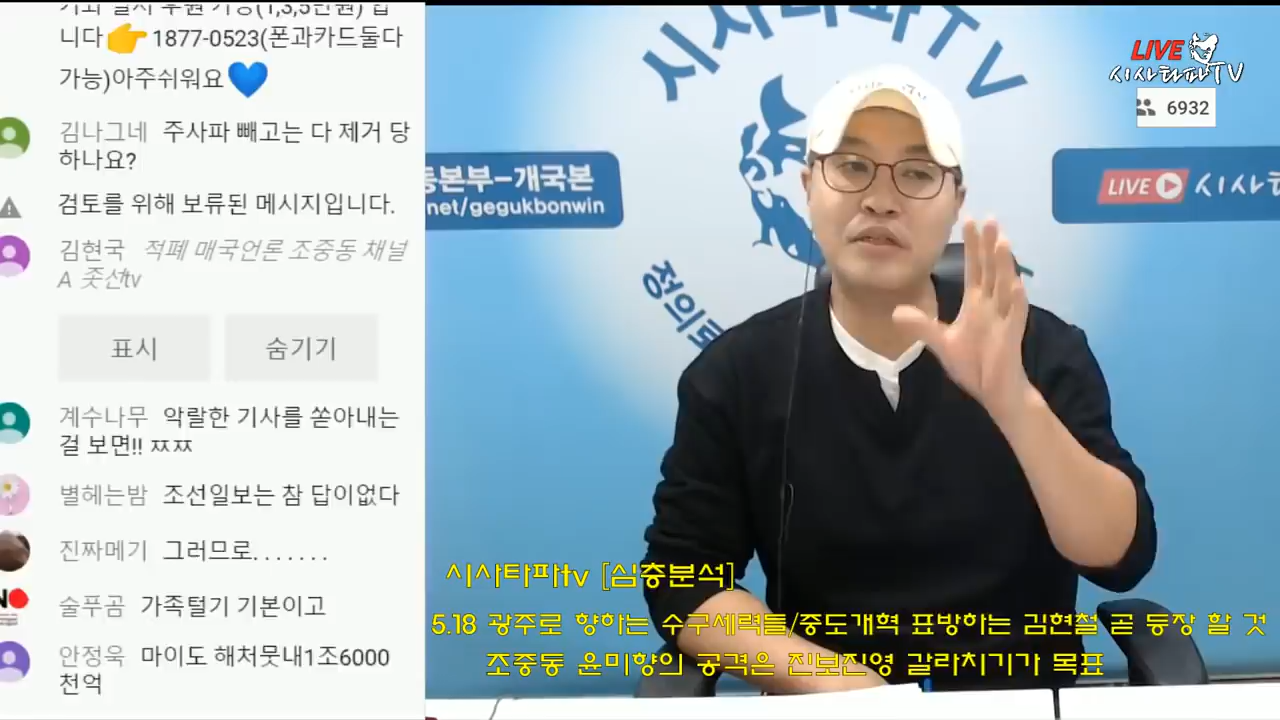 니다👉1877-0523(폰과카드둘다
가능)아주쉬워요💙
김나그네 주사파 빼고는 다 제거 당
하나요?
검토를 위해 보류된 메시지입니다.
김현국 적폐 매국언론 조중동 채널
A 좃선tv
표시 숨기기
계수나무 악랄한 기사를 쏟아내는
걸 보면!! ㅉㅉ
별헤는밤 조선일보는 참 답이없다
진짜메기 그러므로.......
술푸곰 가족털기 기본이고
안정욱 마이도 해처뭇내1조6000
천억
시사타파TV
LIVE
시사타파TV
6932
동본부-개국본
net/gegukbonwin
LIVE 시사
정의로
시사타파tv [심층분석]
5.18 광주로 향하는 수구세력들/중도개혁 표방하는 김현철 곧 등장 할 것
조중동 윤미향의 공격은 진보진영 갈라치기가 목표